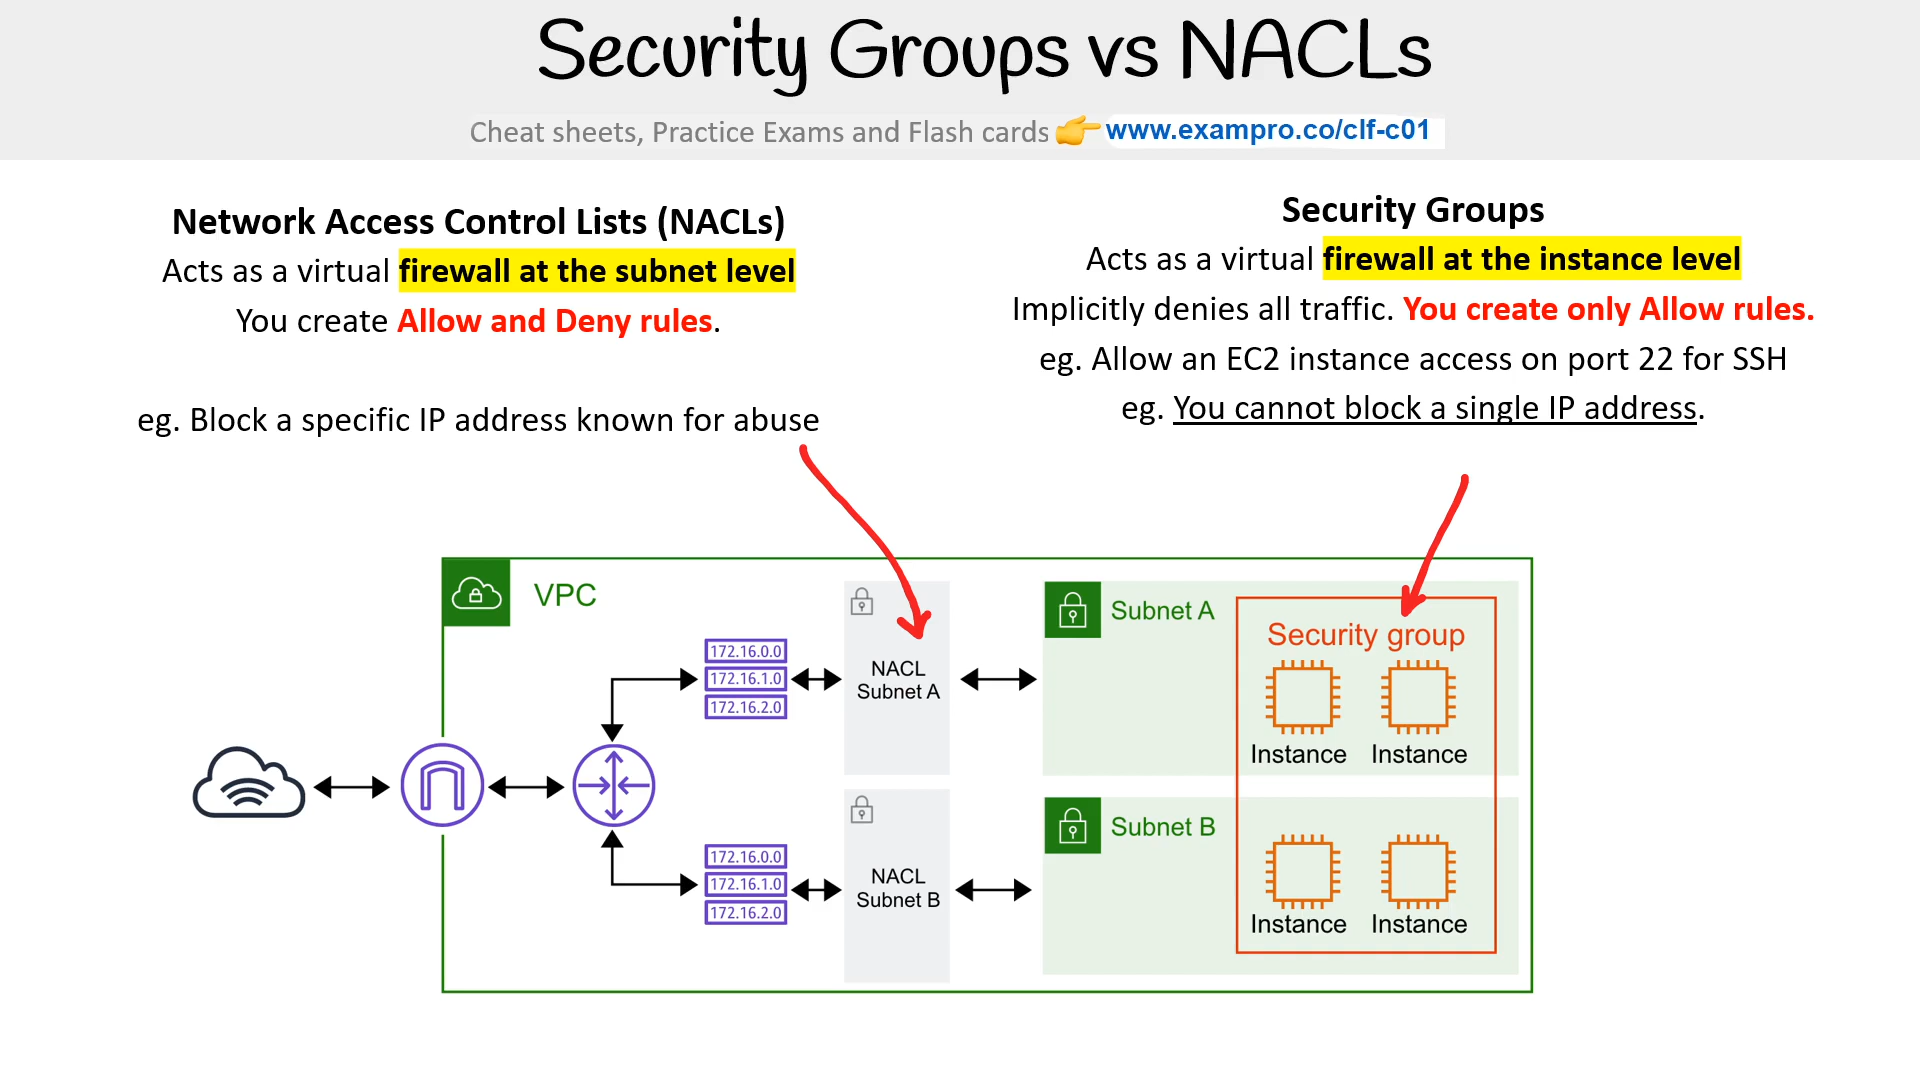 Security Groups vs NACLs
Cheat sheets, Practice Exams and Flash cards 👉 www.exampro.co/clf-c01
Network Access Control Lists (NACLs)
Acts as a virtual firewall at the subnet level
You create Allow and Deny rules.
eg. Block a specific IP address known for abuse
Security Groups
Acts as a virtual firewall at the instance level
Implicitly denies all traffic. You create only Allow rules.
eg. Allow an EC2 instance access on port 22 for SSH
eg. You cannot block a single IP address.
VPC
172.16.0.0
172.16.1.0
172.16.2.0
NACL
Subnet A
Subnet A
Security group
Instance Instance
172.16.0.0
172.16.1.0
172.16.2.0
NACL
Subnet B
Subnet B
Instance Instance